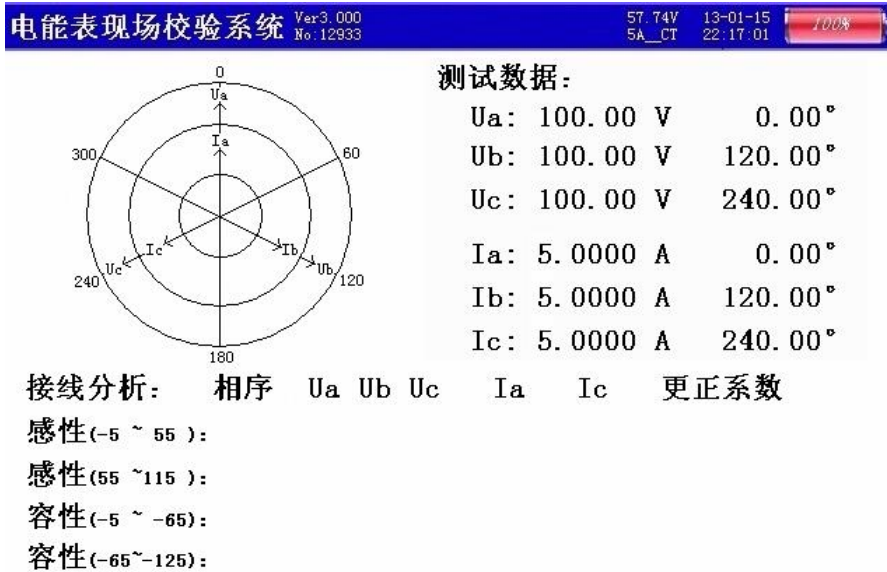 电能表现场校验系统 Ver3.000 No:12933 57.74V 5A__CT 13-01-15 22:17:01 100%
0
Ua
Ia
300
60
Ic
Ib
Uc
Ub
240
120
180
测试数据:
Ua: 100.00 V 0.00°
Ub: 100.00 V 120.00°
Uc: 100.00 V 240.00°
Ia: 5.0000 A 0.00°
Ib: 5.0000 A 120.00°
Ic: 5.0000 A 240.00°
接线分析: 相序 Ua Ub Uc Ia Ic 更正系数
感性(-5 ~ 55 ):
感性(55 ~115 ):
容性(-5 ~ -65):
容性(-65~-125):